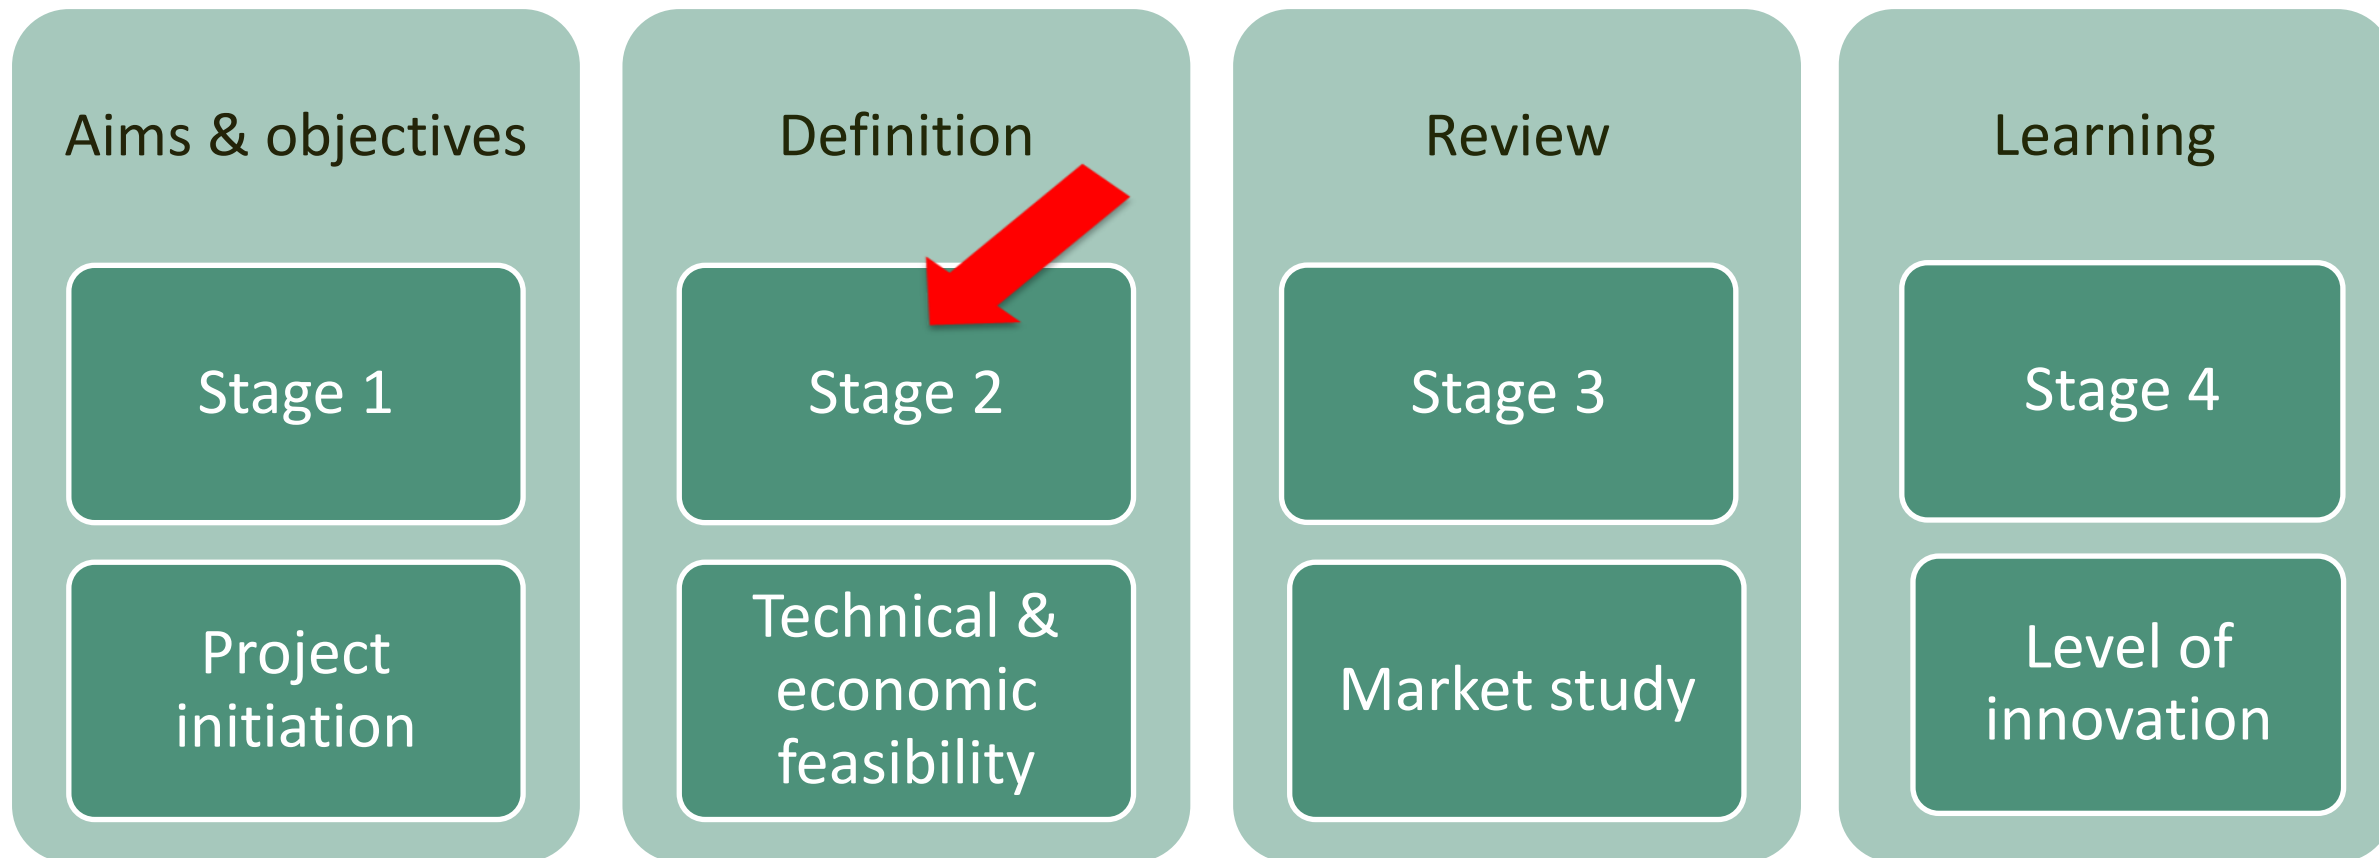 Aims & objectives
Stage 1
Project
initiation
Definition
Stage 2
Technical &
economic
feasibility
Review
Stage 3
Market study
Learning
Stage 4
Level of
innovation